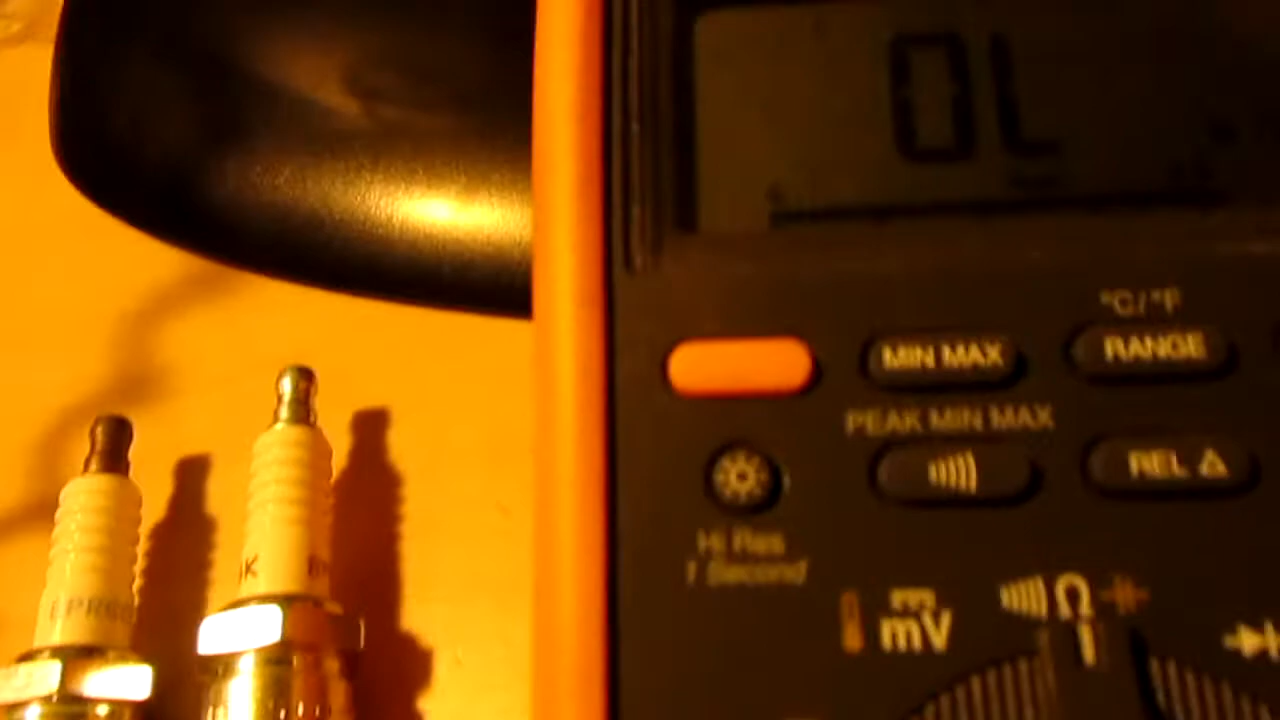 OL
°C/°F
MIN MAX
RANGE
PEAK MIN MAX
REL Δ
Hi Res
1 Second
mV
Ω